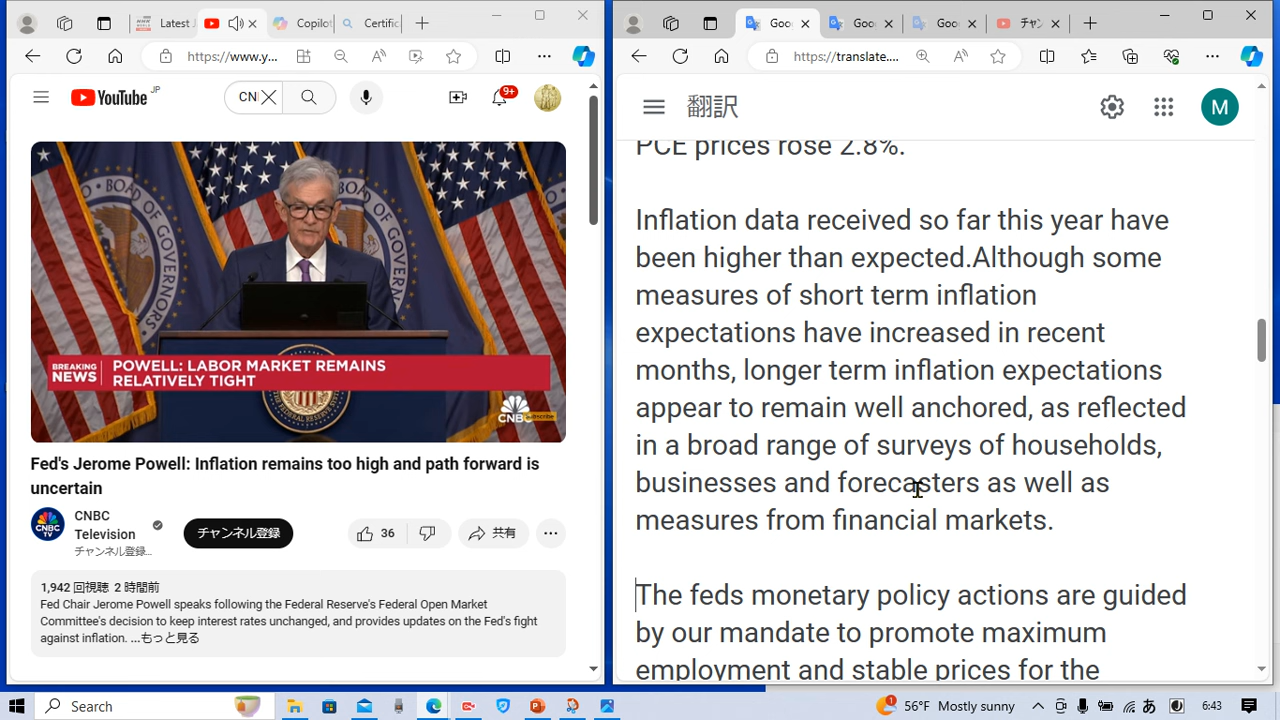 Latest J
Copilot
Certific
https://www.y...
YouTube JP
CN
9+
BOARD OF GOVERNORS
BREAKING NEWS
POWELL: LABOR MARKET REMAINS
RELATIVELY TIGHT
CNBC
subscribe
Fed's Jerome Powell: Inflation remains too high and path forward is
uncertain
CNBC
Television
チャンネル登録...
チャンネル登録
36
共有
1,942 回視聴 2 時間前
Fed Chair Jerome Powell speaks following the Federal Reserve's Federal Open Market
Committee's decision to keep interest rates unchanged, and provides updates on the Fed's fight
against inflation. ...もっと見る
Goo
Goo
Goo
チャン
https://translate....
翻訳
M
PCE prices rose 2.8%.
Inflation data received so far this year have
been higher than expected.Although some
measures of short term inflation
expectations have increased in recent
months, longer term inflation expectations
appear to remain well anchored, as reflected
in a broad range of surveys of households,
businesses and forecasters as well as
measures from financial markets.
The feds monetary policy actions are guided
by our mandate to promote maximum
employment and stable prices for the
Search
1
56°F Mostly sunny
あ
6:43